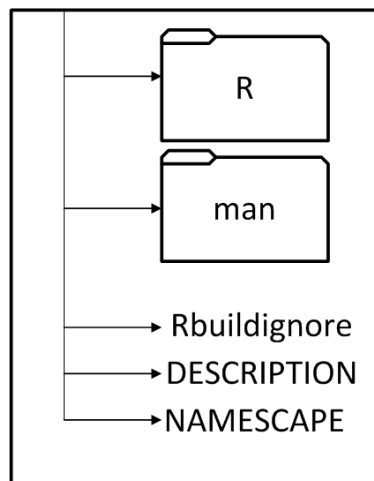 R
man
Rbuildignore
DESCRIPTION
NAMESCAPE